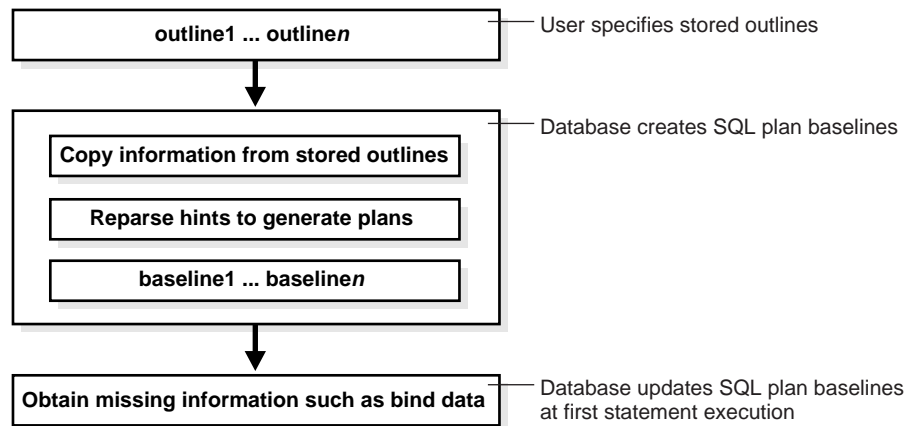 outline1 ... outlinen
User specifies stored outlines
Database creates SQL plan baselines
Copy information from stored outlines
Reparse hints to generate plans
baseline1 ... baselinen
Obtain missing information such as bind data
Database updates SQL plan baselines
at first statement execution